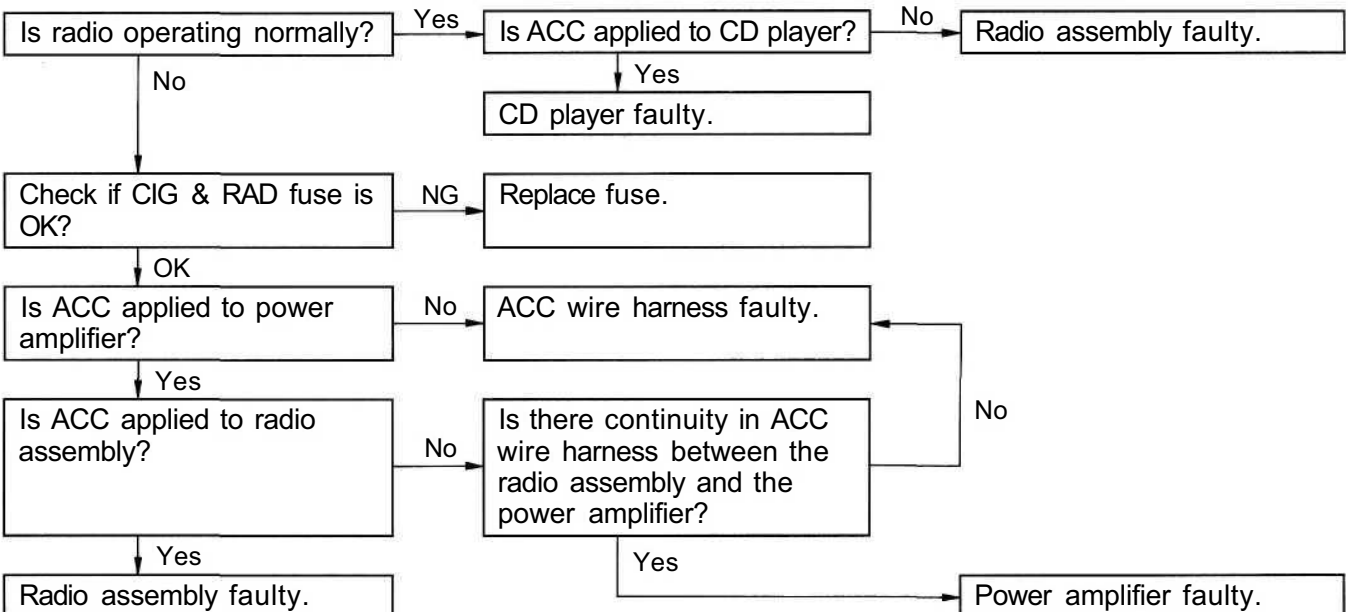 Is radio operating normally?
Yes
Is ACC applied to CD player?
No
Radio assembly faulty.
No
Yes
CD player faulty.
Check if CIG & RAD fuse is
OK?
NG
Replace fuse.
OK
Is ACC applied to power
amplifier?
No
ACC wire harness faulty.
Yes
Is ACC applied to radio
assembly?
No
Is there continuity in ACC
wire harness between the
radio assembly and the
power amplifier?
No
Yes
Radio assembly faulty.
Yes
Power amplifier faulty.